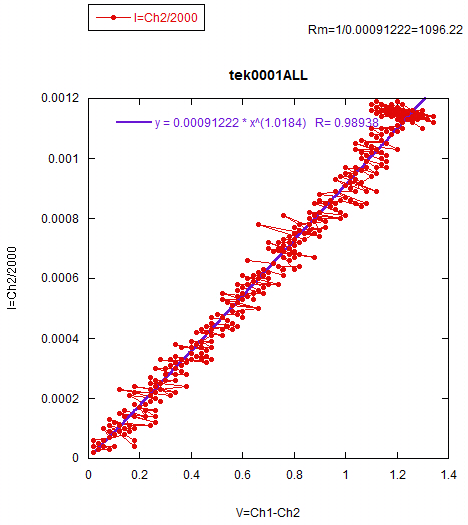 I=Ch2/2000
Rm=1/0.00091222=1096.22
tek0001ALL
y = 0.00091222 * x^(1.0184) R= 0.98938
0.0012
0.001
0.0008
0.0006
0.0004
0.0002
0
I=Ch2/2000
0 0.2 0.4 0.6 0.8 1 1.2 1.4
V=Ch1-Ch2